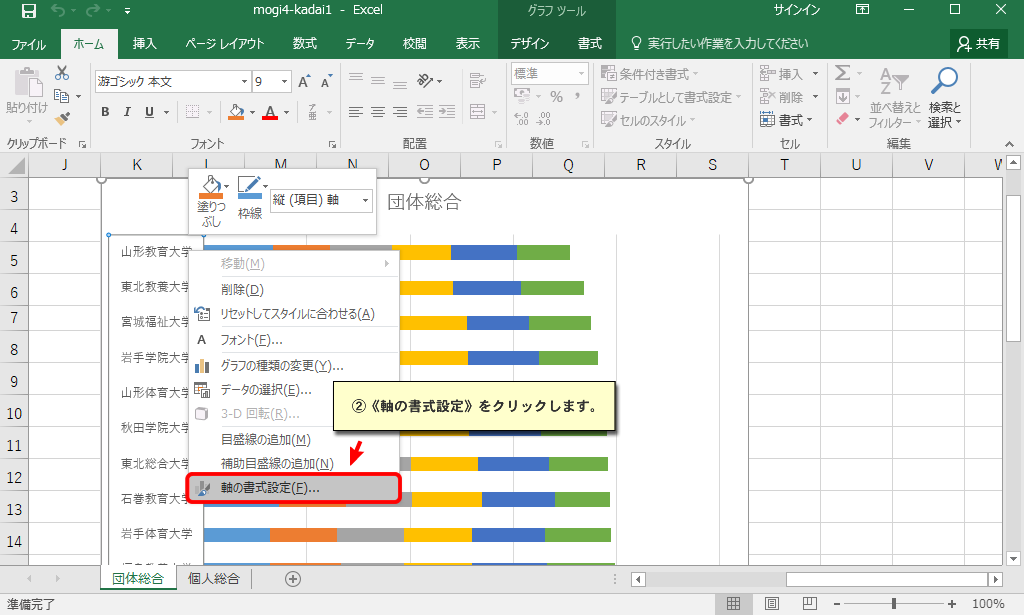 mogi4-kadai1 - Excel
グラフ ツール
サインイン
ファイル
ホーム
挿入
ページ レイアウト
数式
データ
校閲
表示
デザイン
書式
実行したい作業を入力してください
共有
貼り付け
游ゴシック 本文
9
A A
B I U
A
標準
% ,
条件付き書式
テーブルとして書式設定
セルのスタイル
挿入
削除
書式
並べ替えと
フィルター
検索と
選択
クリップボード
フォント
配置
数値
スタイル
セル
編集
J K L M N O P Q R S T U V W
3
4
5
6
7
8
9
10
11
12
13
14
塗りつ
ぶし
枠線
縦 (項目) 軸
団体総合
山形教育大学
東北教養大学
宮城福祉大学
岩手学院大学
山形体育大学
秋田学院大学
東北総合大学
石巻教育大学
岩手体育大学
移動(M)
削除(D)
リセットしてスタイルに合わせる(A)
フォント(F)...
グラフの種類の変更(Y)...
データの選択(E)...
3-D 回転(R)...
目盛線の追加(M)
補助目盛線の追加(N)
軸の書式設定(F)...
②《軸の書式設定》をクリックします。
団体総合
個人総合
準備完了
100%